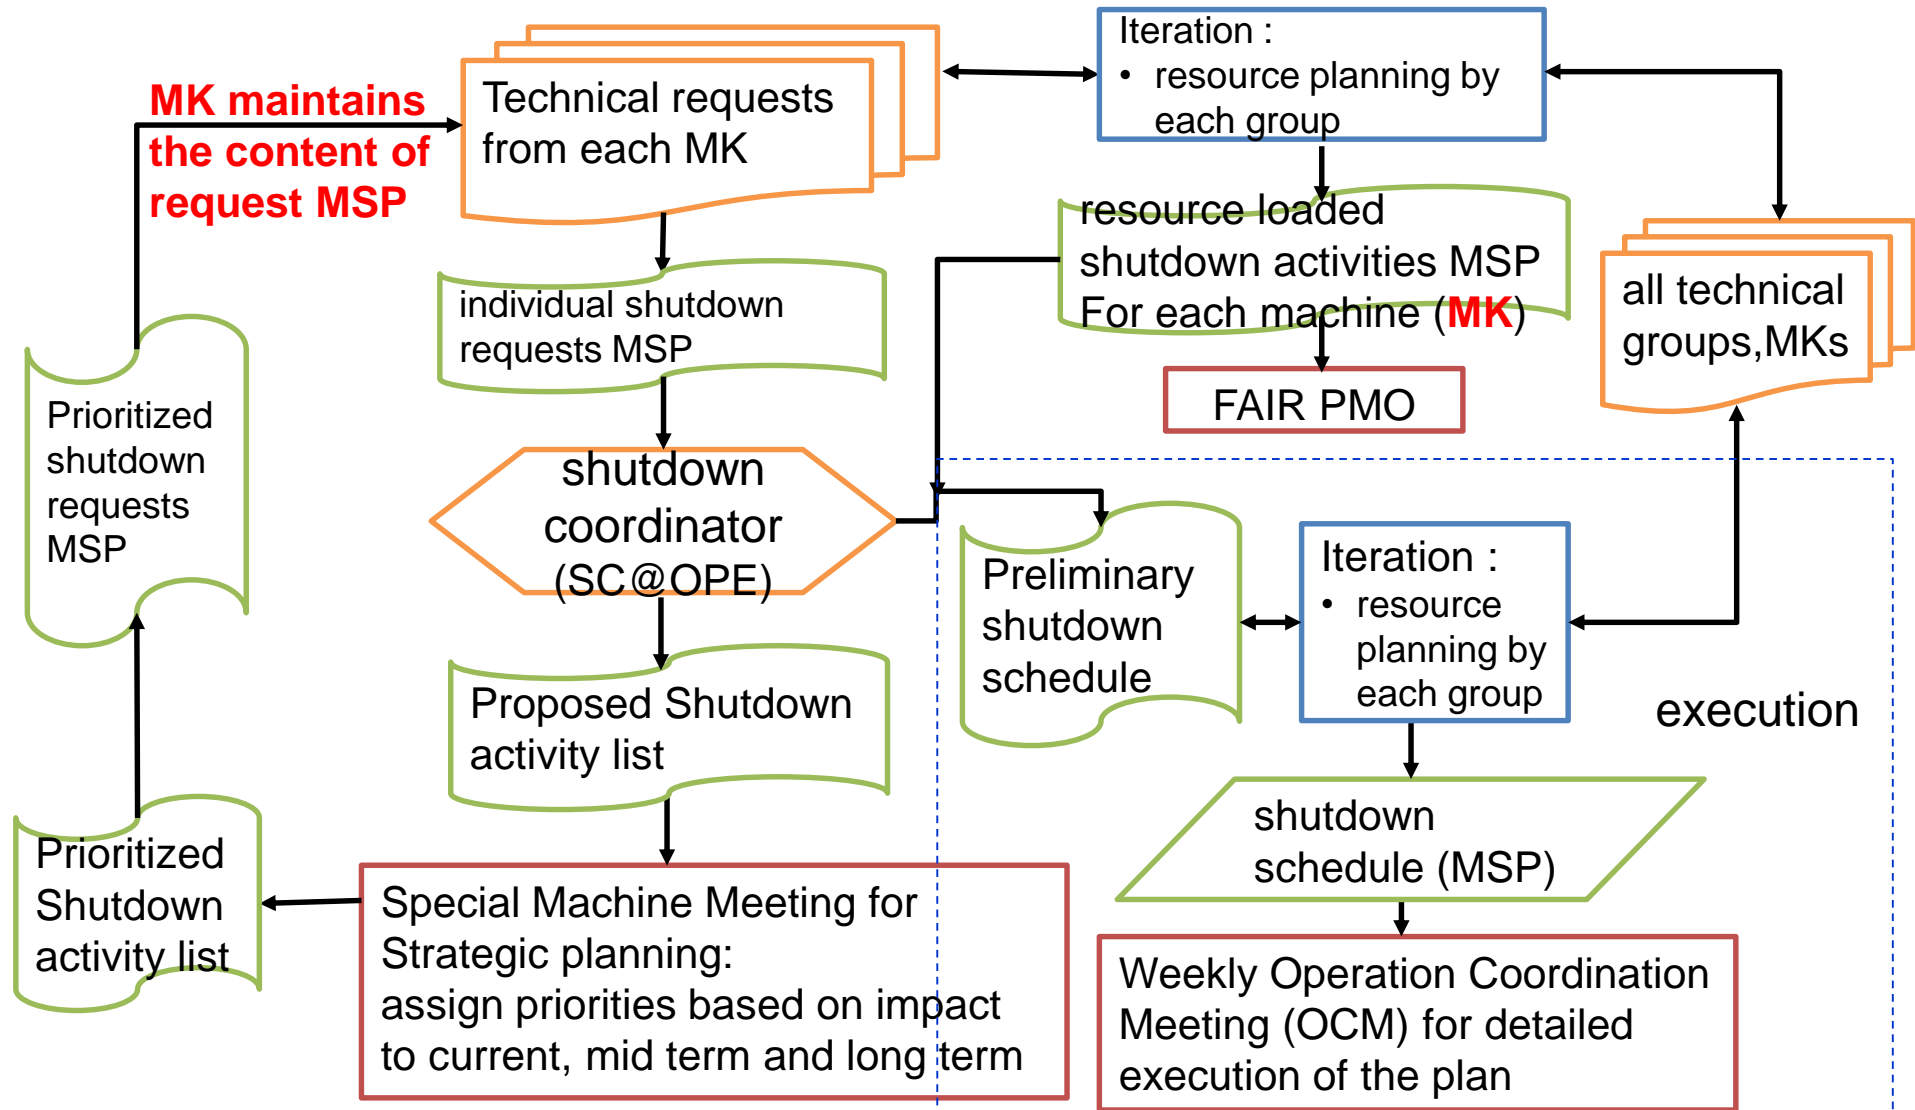 MK maintains
the content of
request MSP
Technical requests
from each MK
Iteration :
• resource planning by
each group
resource loaded
shutdown activities MSP
For each machine (MK)
all technical
groups,MKs
individual shutdown
requests MSP
FAIR PMO
Prioritized
shutdown
requests
MSP
shutdown
coordinator
(SC@OPE)
Preliminary
shutdown
schedule
Iteration :
• resource
planning by
each group
execution
Proposed Shutdown
activity list
shutdown
schedule (MSP)
Prioritized
Shutdown
activity list
Special Machine Meeting for
Strategic planning:
assign priorities based on impact
to current, mid term and long term
Weekly Operation Coordination
Meeting (OCM) for detailed
execution of the plan